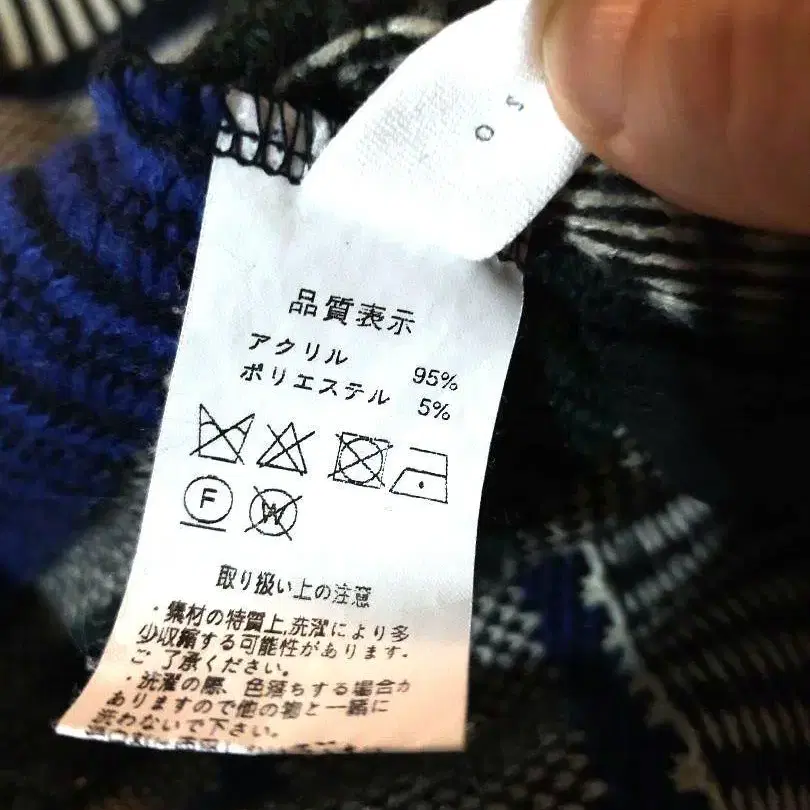 S
O
品質表示
アクリル 95%
ポリエステル 5%
F
W
取り扱い上の注意
・素材の特質上,洗濯により多
少収縮する可能性があります。
ご了承ください。
・洗濯の際、色落ちする場合が
ありますので他の物と一緒に
洗わないで下さい。